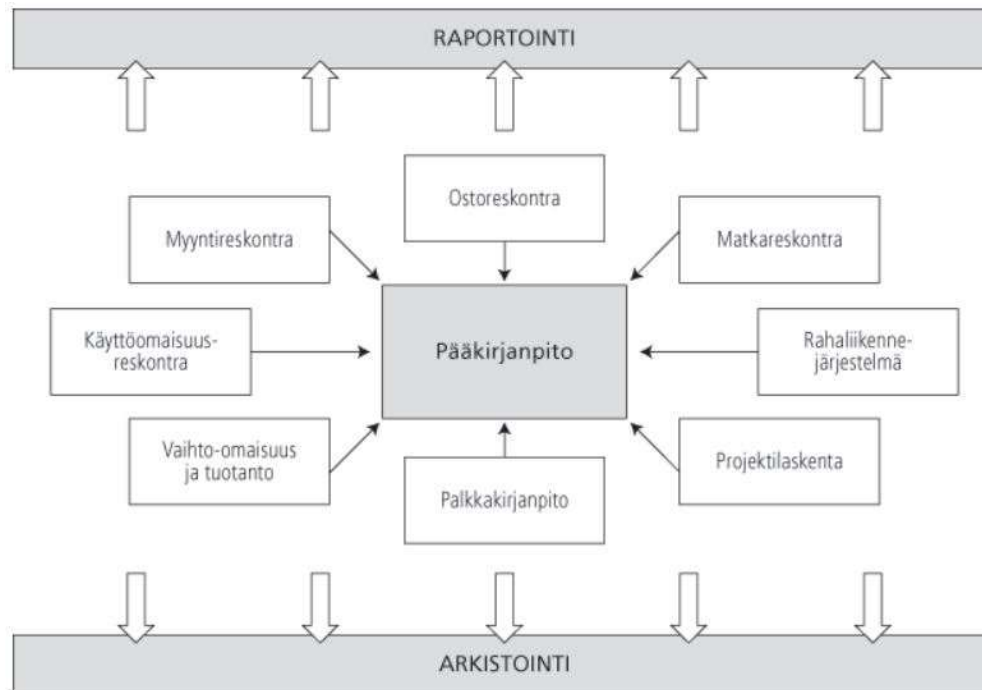 RAPORTOINTI
Ostoreskontra
Myyntireskontra
Matkareskontra
Käyttöomaisuus-
reskontra
Pääkirjanpito
Rahaliikenne-
järjestelmä
Vaihto-omaisuus
ja tuotanto
Palkkakirjanpito
Projektilaskenta
ARKISTOINTI